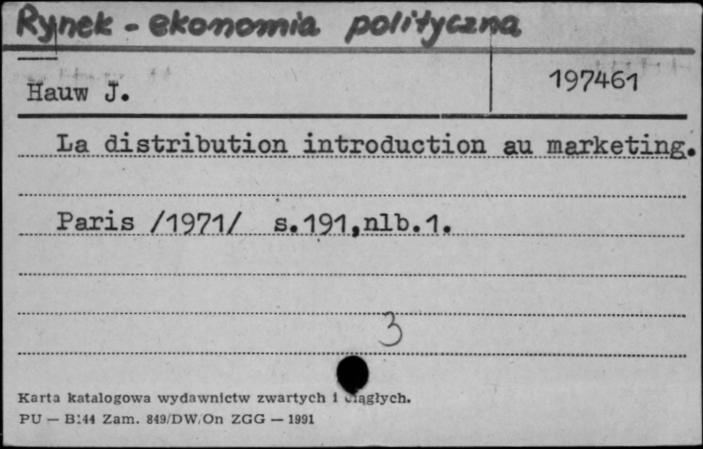 Rynek - ekonomia polityczna
Hauw J.
197461
La distribution introduction au marketing.
Paris /1971/ s.191,nlb.1.
3
Karta katalogowa wydawnictw zwartych i ciągłych.
PU — B:44 Zam. 849/DW/On ZGG — 1991